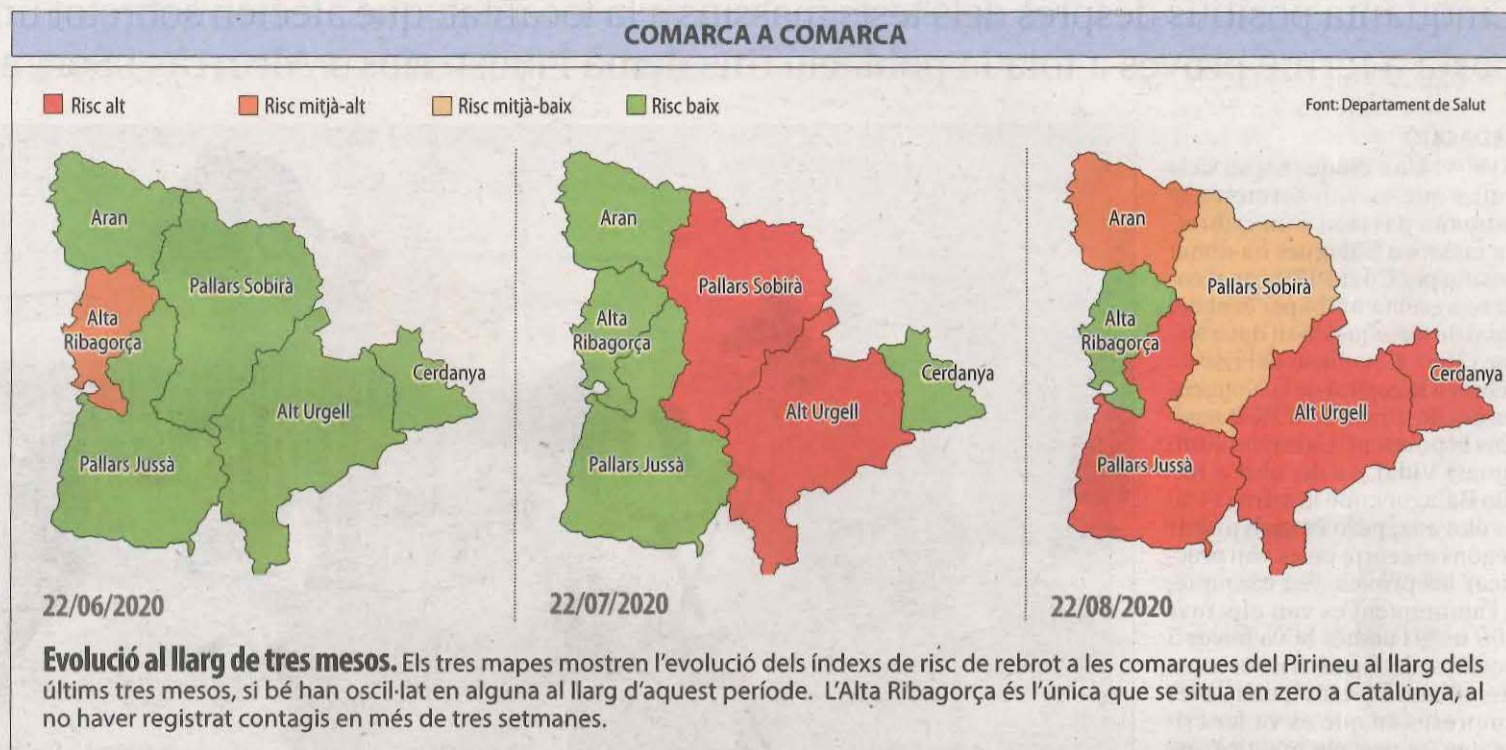 COMARCA A COMARCA
Risc alt
Risc mitjà-alt
Risc mitjà-baix
Risc baix
Font: Departament de Salut
Aran
Pallars Sobirà
Alta
Ribagorça
Cerdanya
Alt Urgell
Pallars Jussà
22/06/2020
Aran
Pallars Sobirà
Alta
Ribagorça
Cerdanya
Alt Urgell
Pallars Jussà
22/07/2020
Aran
Pallars Sobirà
Alta
Ribagorça
Cerdanya
Alt Urgell
Pallars Jussà
22/08/2020
Evolució al llarg de tres mesos. Els tres mapes mostren l'evolució dels índexs de risc de rebrot a les comarques del Pirineu al llarg dels
últims tres mesos, si bé han oscil·lat en alguna al llarg d'aquest període. L'Alta Ribagorça és l'única que se situa en zero a Catalunya, al
no haver registrat contagis en més de tres setmanes.